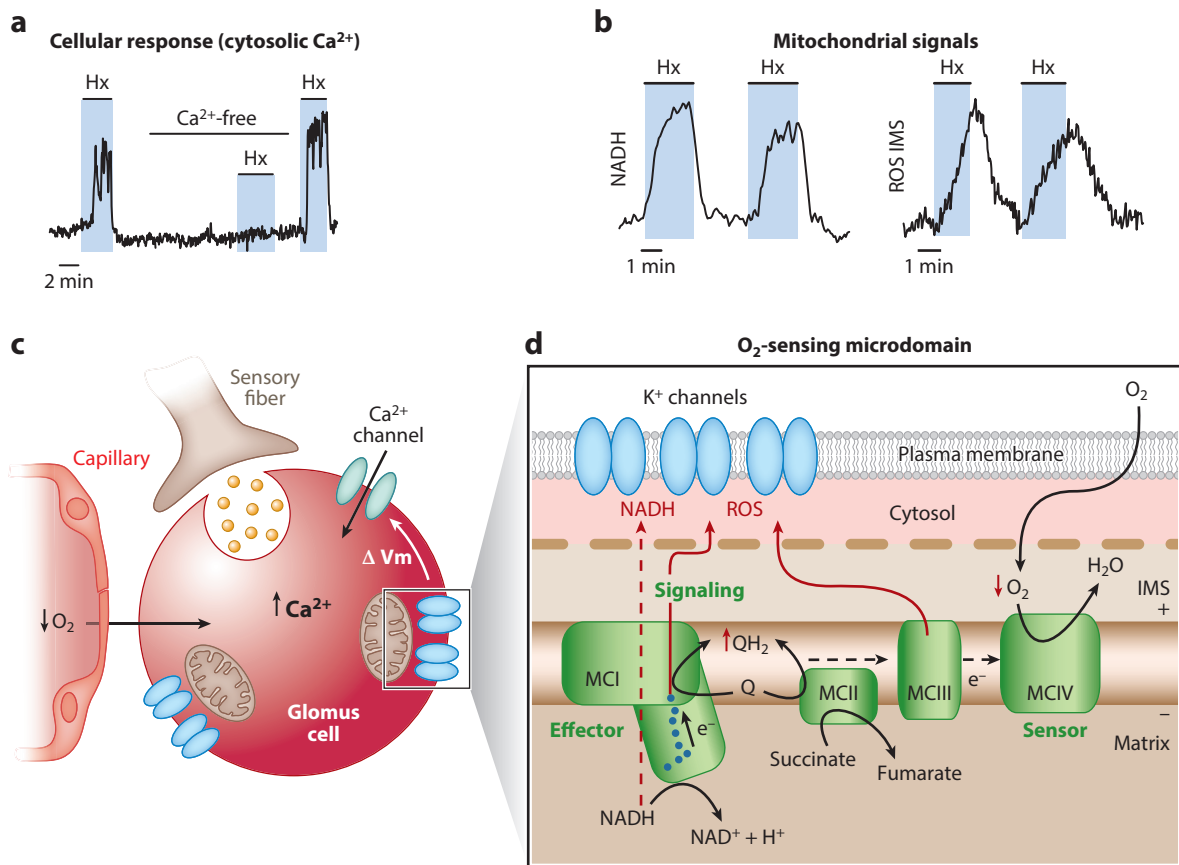 a
Cellular response (cytosolic Ca²⁺)
Hx
Hx
Ca²⁺-free
Hx
2 min
b
Mitochondrial signals
Hx
Hx
NADH
1 min
Hx
Hx
ROS IMS
1 min
c
Sensory
fiber
Ca²⁺
channel
Capillary
Δ Vm
↑ Ca²⁺
↓ O₂
Glomus
cell
d
O₂-sensing microdomain
K⁺ channels
O₂
Plasma membrane
NADH
ROS
Cytosol
Signaling
↓ O₂
H₂O
IMS
+
↑ QH₂
MCI
Q
MCII
MCIII
e⁻
MCIV
Effector
e⁻
Sensor
–
Matrix
Succinate
Fumarate
NADH
NAD⁺ + H⁺